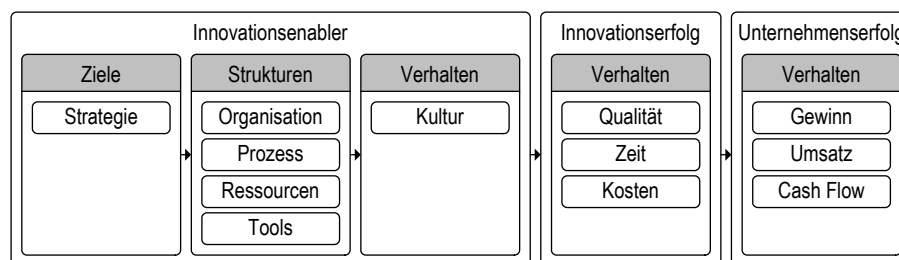 Innovationsenabler
Innovationserfolg
Unternehmenserfolg
Ziele
Strukturen
Verhalten
Verhalten
Verhalten
Strategie
Organisation
Kultur
Qualität
Gewinn
Prozess
Zeit
Umsatz
Ressourcen
Kosten
Cash Flow
Tools